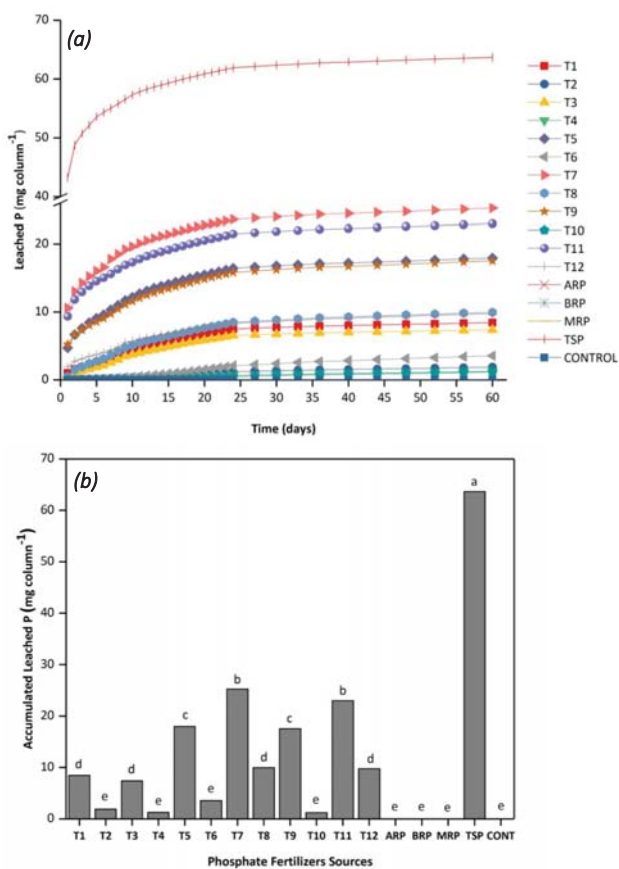 (a)
70
60
50
40
20
10
0
Leached P (mg column⁻¹)
0 5 10 15 20 25 30 35 40 45 50 55 60
Time (days)
T1
T2
T3
T4
T5
T6
T7
T8
T9
T10
T11
T12
ARP
BRP
MRP
TSP
CONTROL
(b)
70
60
50
40
30
20
10
0
Accumulated Leached P (mg column⁻¹)
d e d e c e b d c e b d e e e a e
T1 T2 T3 T4 T5 T6 T7 T8 T9 T10 T11 T12 ARP BRP MRP TSP CONT
Phosphate Fertilizers Sources